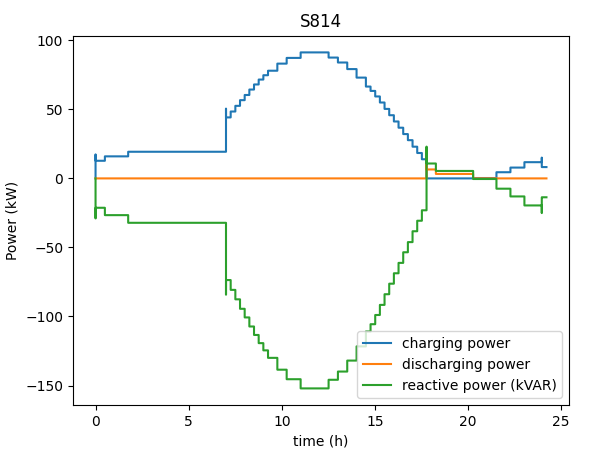 S814
100
50
0
−50
−100
−150
Power (kW)
charging power
discharging power
reactive power (kVAR)
0 5 10 15 20 25
time (h)